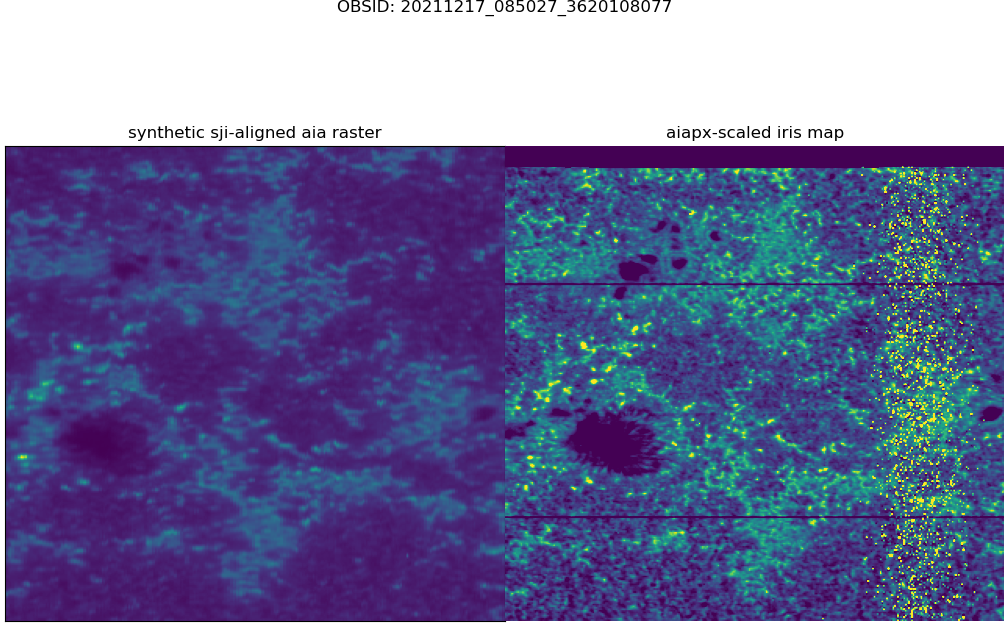 OBSID: 20211217_085027_3620108077
synthetic sji-aligned aia raster
aiapx-scaled iris map